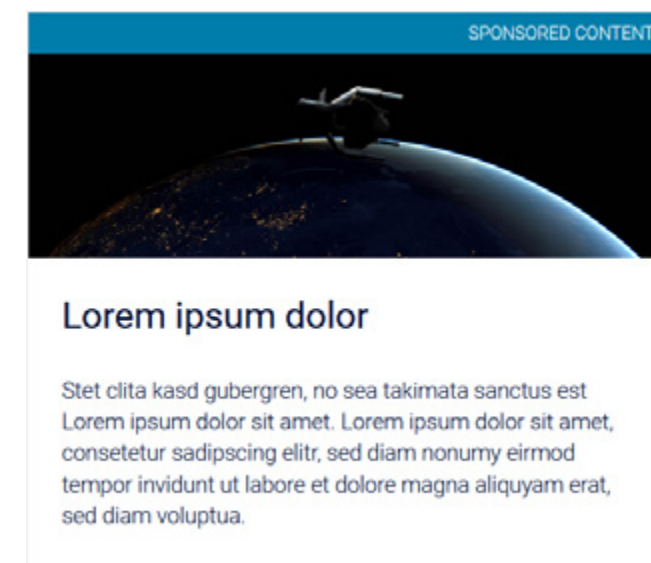 SPONSORED CONTENT
Lorem ipsum dolor
Stet clita kasd gubergren, no sea takimata sanctus est
Lorem ipsum dolor sit amet. Lorem ipsum dolor sit amet,
consetetur sadipscing elitr, sed diam nonumy eirmod
tempor invidunt ut labore et dolore magna aliquyam erat,
sed diam voluptua.